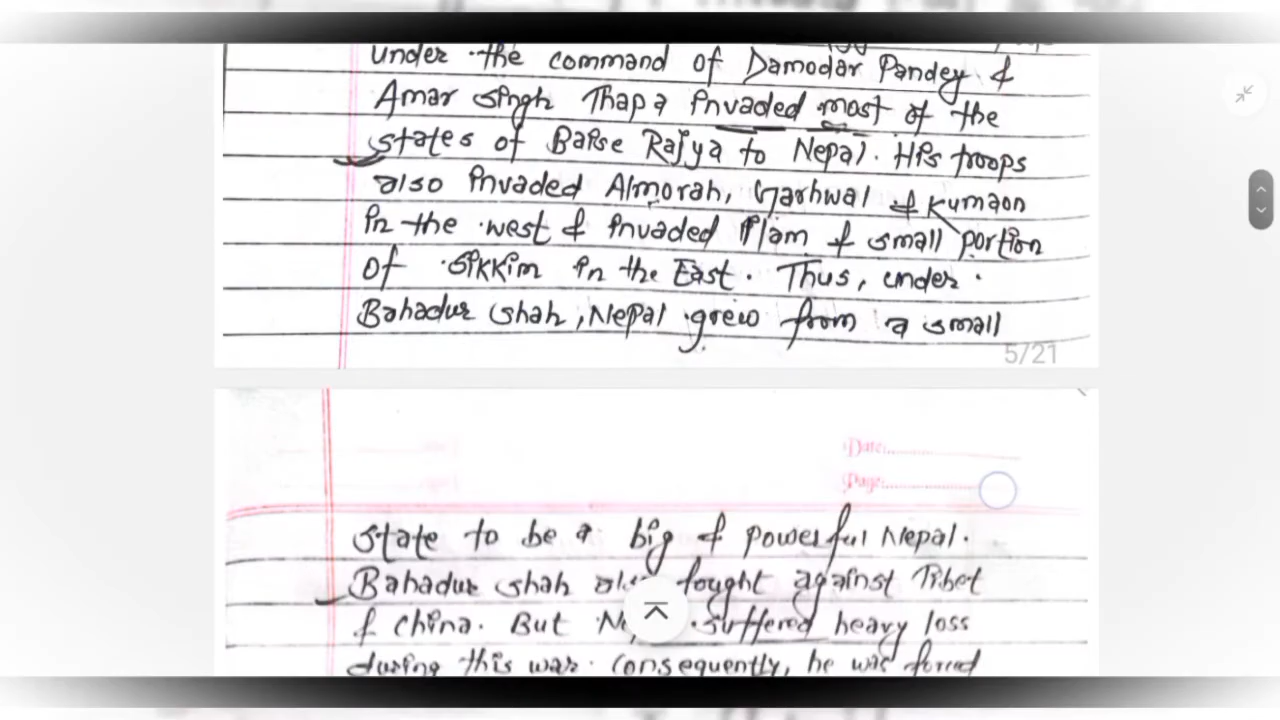 under the command of Damodar Pandey &
Amar singh Thapa invaded most of the
states of Baise Rajya to Nepal. His troops
also invaded Almorah, Garhwal & Kumaon
in the west & invaded Ilam & small portion
of sikkim in the East. Thus, under
Bahadur shah, Nepal grew from a small
5/21
Date:
Page:
state to be a big & powerful Nepal.
Bahadur shah fought against Tibet
& china. But suffered heavy loss
during this war. Consequently, he was forced